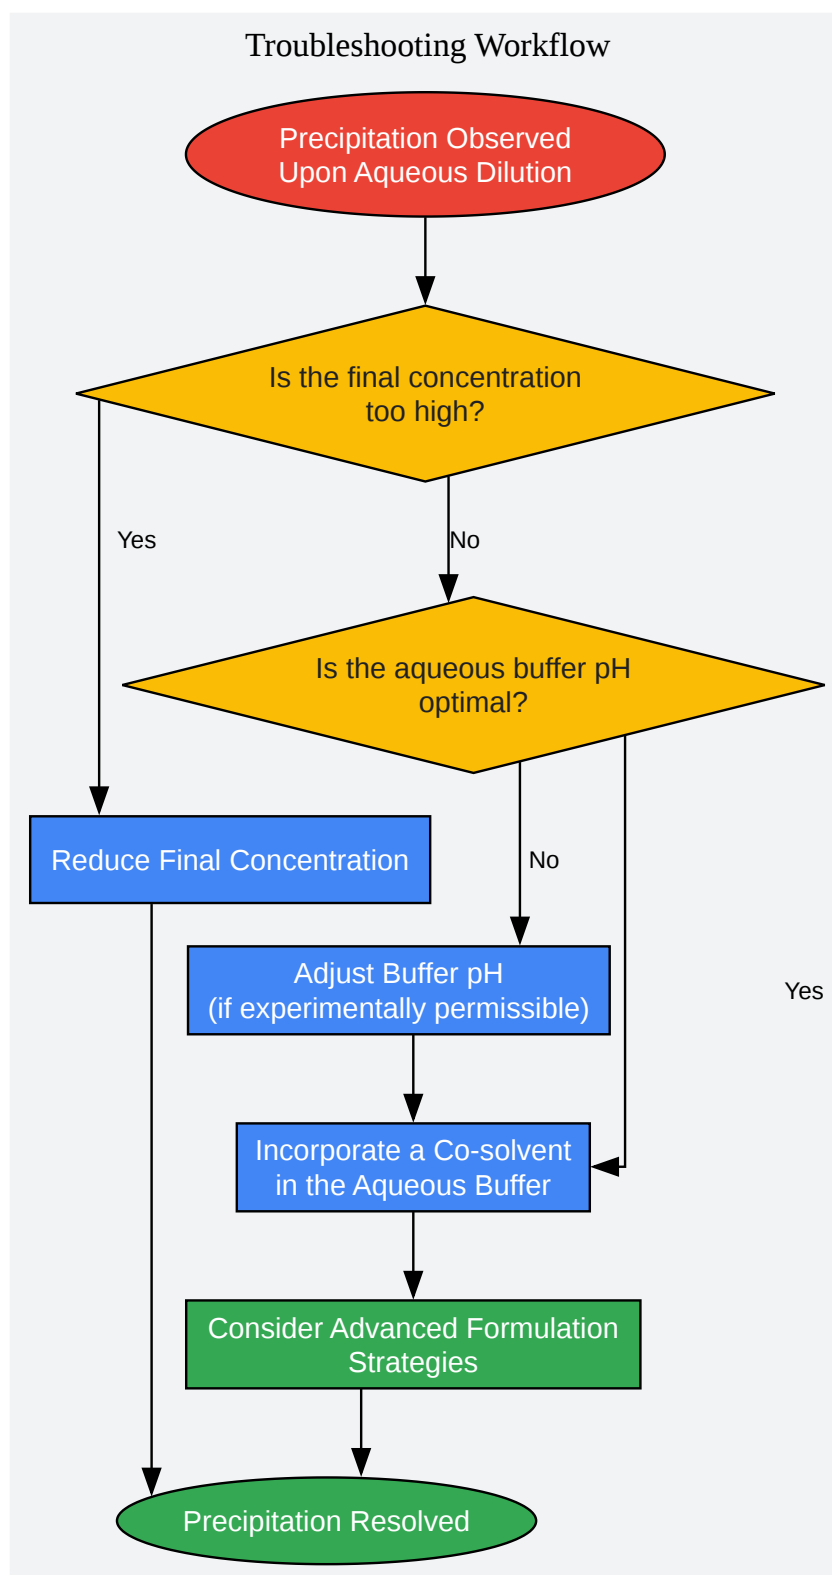 Troubleshooting Workflow
Precipitation Observed
Upon Aqueous Dilution
Is the final concentration
too high?
Yes
No
Is the aqueous buffer pH
optimal?
Reduce Final Concentration
No
Adjust Buffer pH
(if experimentally permissible)
Yes
Incorporate a Co-solvent
in the Aqueous Buffer
Consider Advanced Formulation
Strategies
Precipitation Resolved